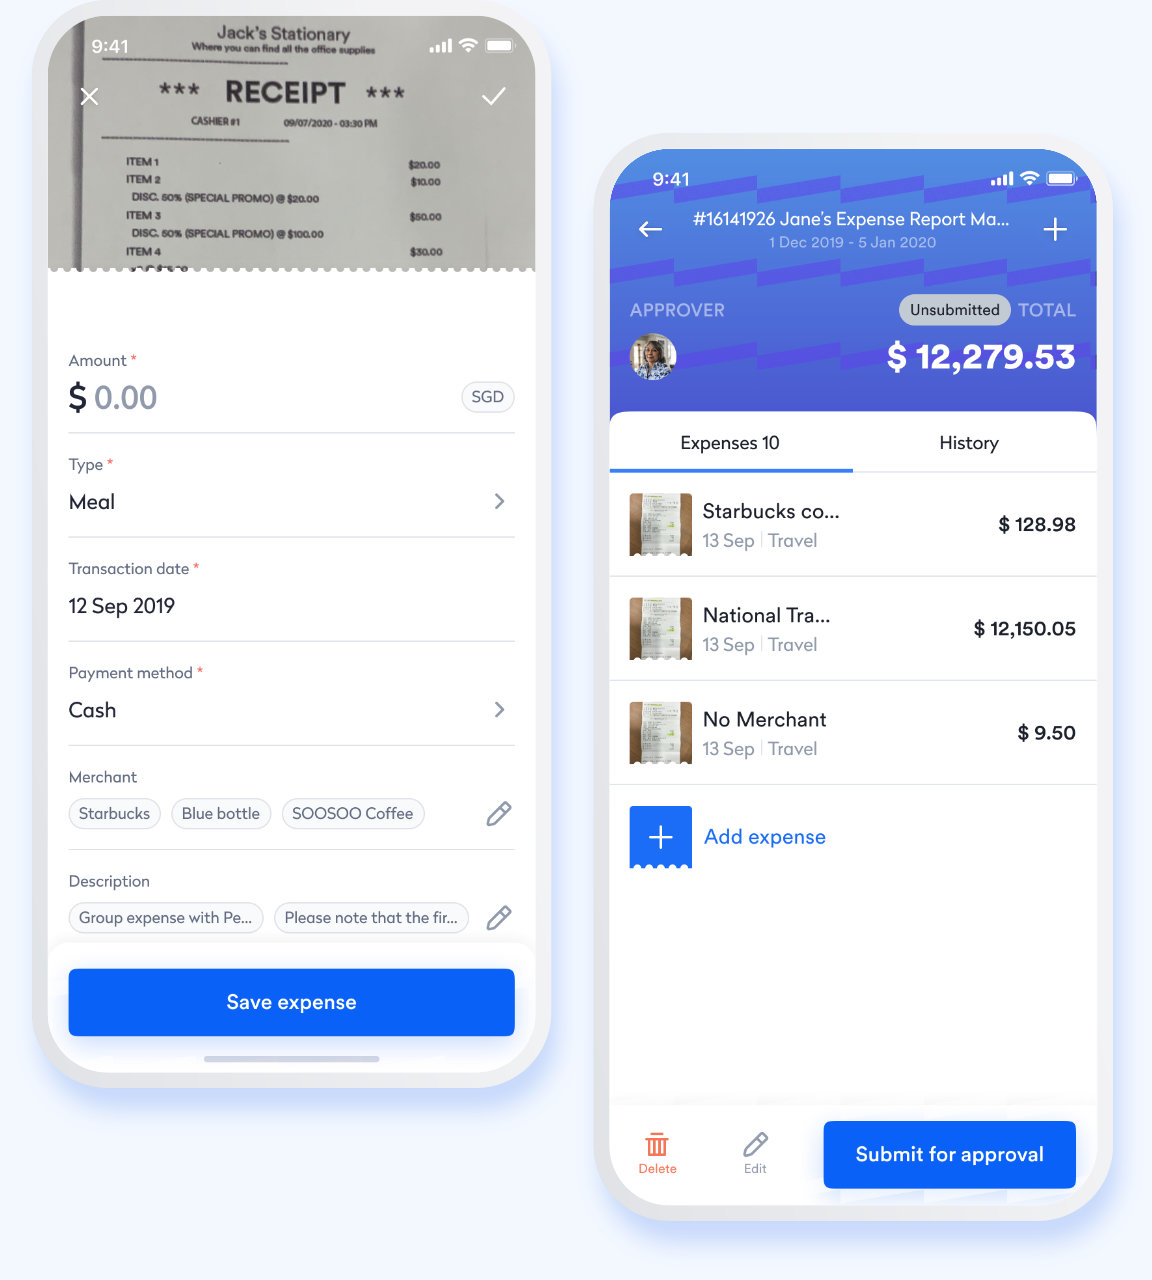 9:41
Jack's Stationary
Where you can find all the office supplies
*** RECEIPT ***
CASHIER #1 09/07/2020 - 03:30 PM
ITEM 1 $20.00
ITEM 2 $10.00
DISC. 50% (SPECIAL PROMO) @ $20.00
ITEM 3 $50.00
DISC. 50% (SPECIAL PROMO) @ $100.00
ITEM 4 $30.00
Amount *
$ 0.00 SGD
Type *
Meal
Transaction date *
12 Sep 2019
Payment method *
Cash
Merchant
Starbucks Blue bottle SOOSOO Coffee
Description
Group expense with Pe... Please note that the fir...
Save expense
9:41
#16141926 Jane's Expense Report Ma...
1 Dec 2019 - 5 Jan 2020
APPROVER Unsubmitted TOTAL
$ 12,279.53
Expenses 10 History
Starbucks co... $ 128.98
13 Sep | Travel
National Tra... $ 12,150.05
13 Sep | Travel
No Merchant $ 9.50
13 Sep | Travel
Add expense
Delete Edit Submit for approval